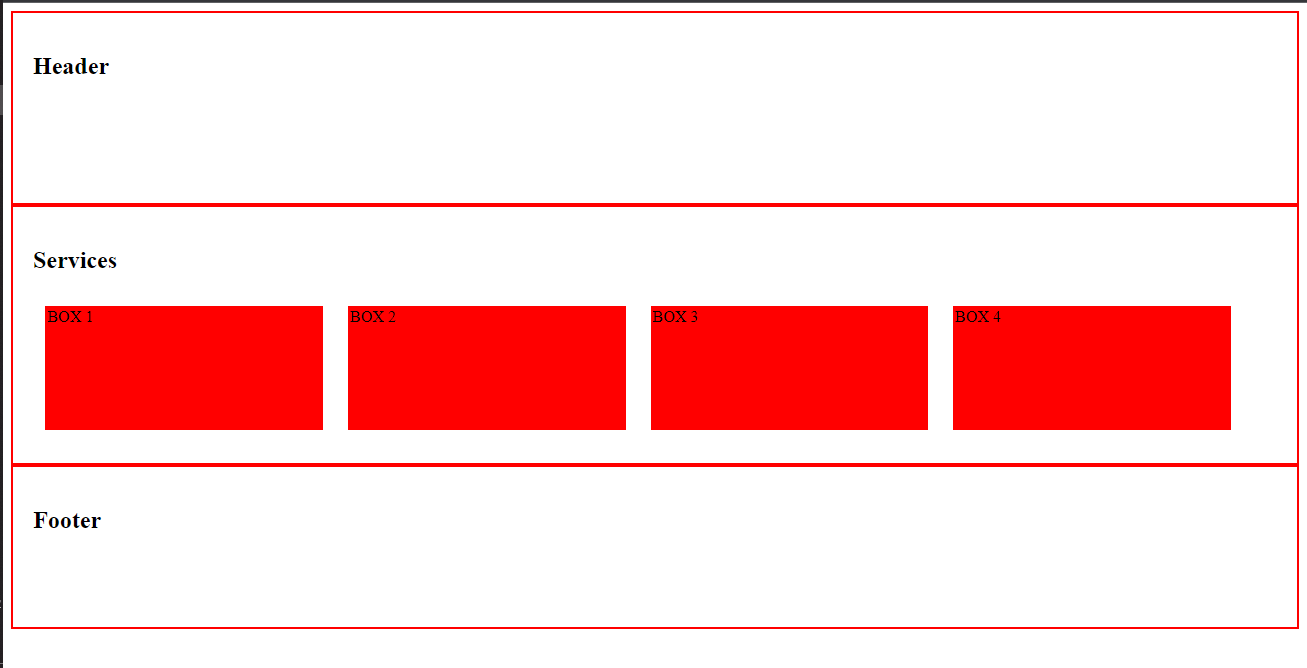 Header
Services
BOX 1 BOX 2 BOX 3 BOX 4
Footer